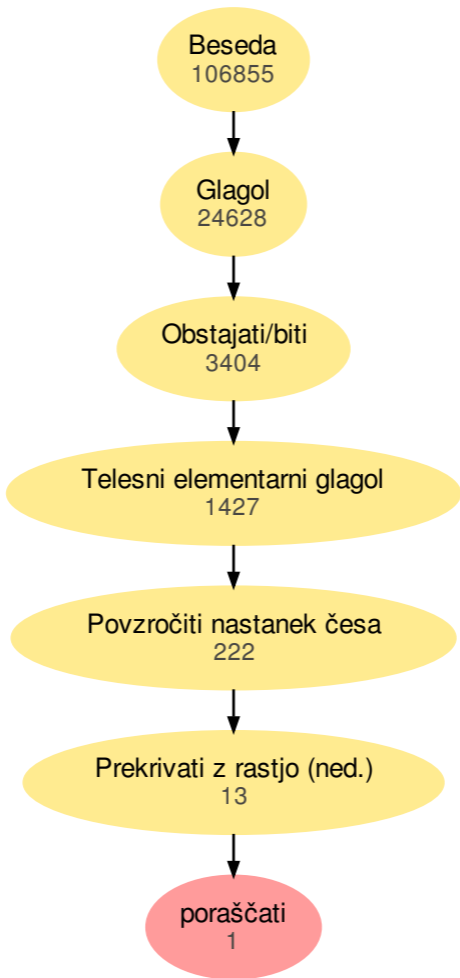 Beseda
106855
Glagol
24628
Obstajati/biti
3404
Telesni elementarni glagol
1427
Povzročiti nastanek česa
222
Prekrivati z rastjo (ned.)
13
poraščati
1